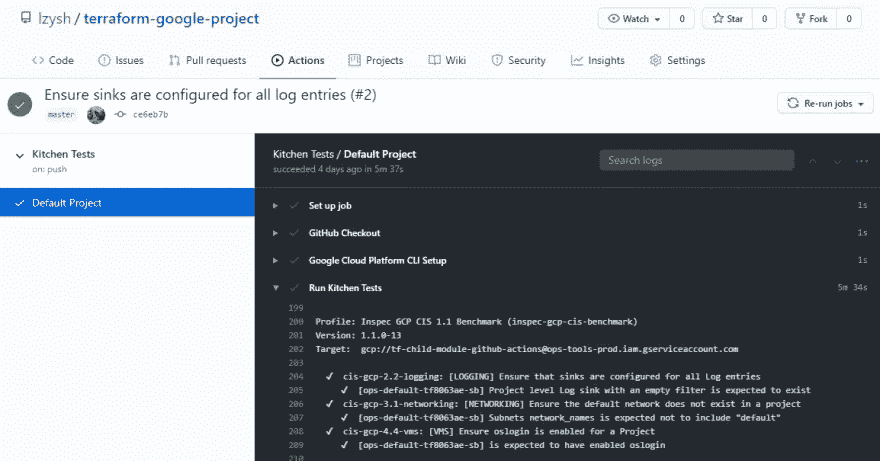 lzysh / terraform-google-project
Watch 0 Star 0 Fork 0
Code Issues Pull requests Actions Projects Wiki Security Insights Settings
Ensure sinks are configured for all log entries (#2)
master ce6eb7b
Re-run jobs
Kitchen Tests
on: push
Default Project
Kitchen Tests / Default Project
succeeded 4 days ago in 5m 37s
Search logs
Set up job 1s
GitHub Checkout 1s
Google Cloud Platform CLI Setup 1s
Run Kitchen Tests 5m 34s
199
200 Profile: Inspec GCP CIS 1.1 Benchmark (inspec-gcp-cis-benchmark)
201 Version: 1.1.0-13
202 Target: gcp://tf-child-module-github-actions@ops-tools-prod.iam.gserviceaccount.com
203
204 ✓ cis-gcp-2.2-logging: [LOGGING] Ensure that sinks are configured for all Log entries
205 ✓ [ops-default-tf8063ae-sb] Project level Log sink with an empty filter is expected to exist
206 ✓ cis-gcp-3.1-networking: [NETWORKING] Ensure the default network does not exist in a project
207 ✓ [ops-default-tf8063ae-sb] Subnets network_names is expected not to include "default"
208 ✓ cis-gcp-4.4-vms: [VMS] Ensure oslogin is enabled for a Project
209 ✓ [ops-default-tf8063ae-sb] is expected to have enabled oslogin
210